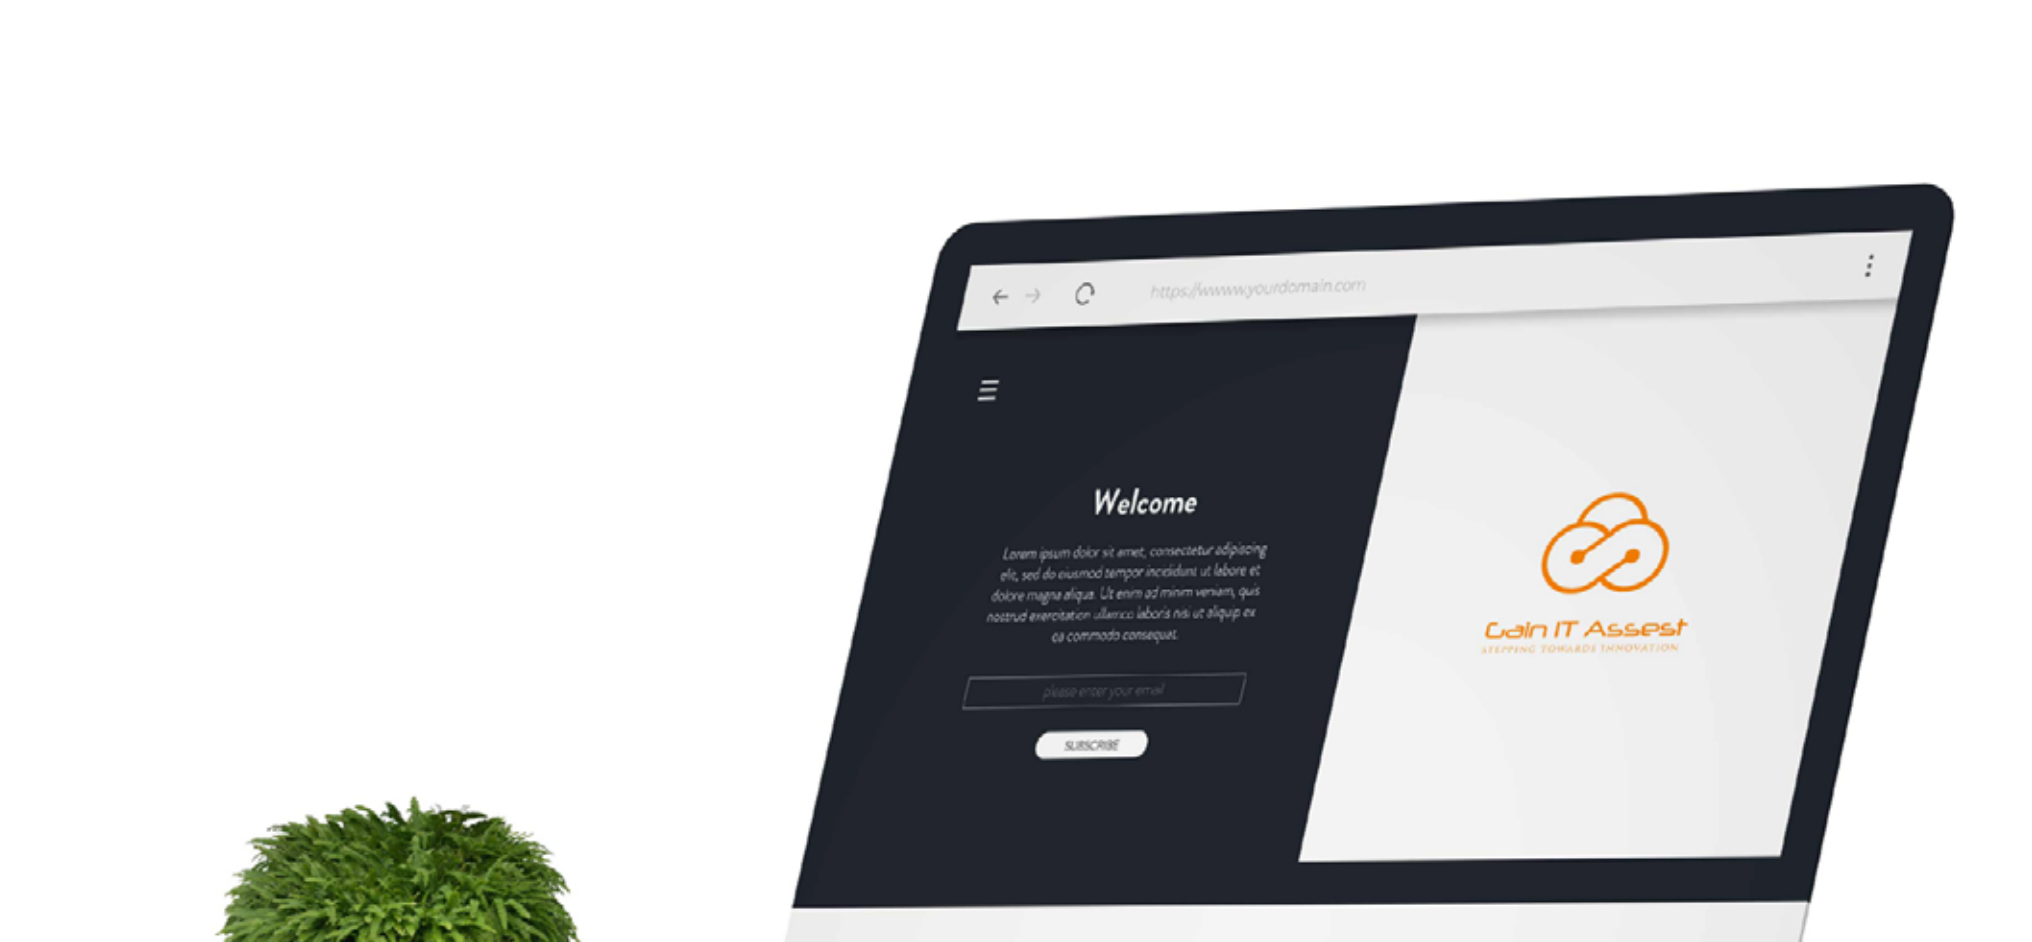 https://wwww.yourdomain.com
Welcome
Lorem ipsum dolor sit amet, consectetur adipiscing
elit, sed do eiusmod tempor incididunt ut labore et
dolore magna aliqua. Ut enim ad minim veniam, quis
nostrud exercitation ullamco laboris nisi ut aliquip ex
ea commodo consequat.
please enter your email
SUBSCRIBE
Gain IT Assest
STEPPING TOWARDS INNOVATION